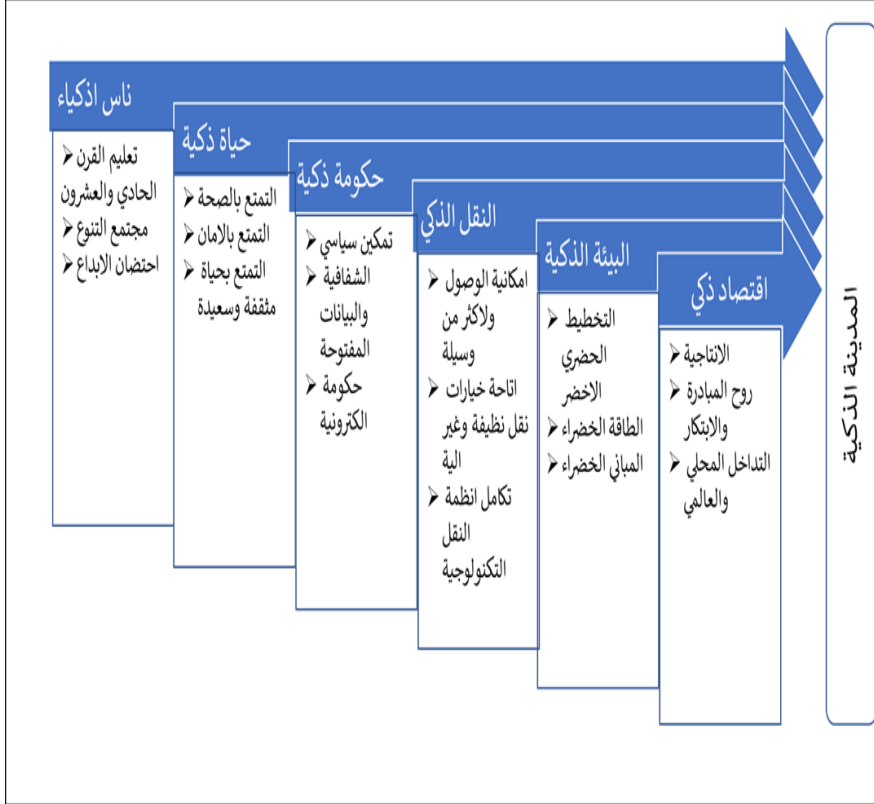 ناس اذكياء
تعليم القرن
الحادي والعشرون
مجتمع التنوع
احتضان الابداع
حياة ذكية
التمتع بالصحة
التمتع بالامان
التمتع بحياة
مثقفة وسعيدة
حكومة ذكية
تمكين سياسي
الشفافية
والبيانات
المفتوحة
حكومة
الكترونية
النقل الذكي
امكانية الوصول
ولاكثر من
وسيلة
اتاحة خيارات
نقل نظيفة وغير
الية
تكامل انظمة
النقل
التكنولوجية
البيئة الذكية
التخطيط
الحضري
الاخضر
الطاقة الخضراء
المباني الخضراء
اقتصاد ذكي
الانتاجية
روح المبادرة
والابتكار
التداخل المحلي
والعالمي
المدينة الذكية